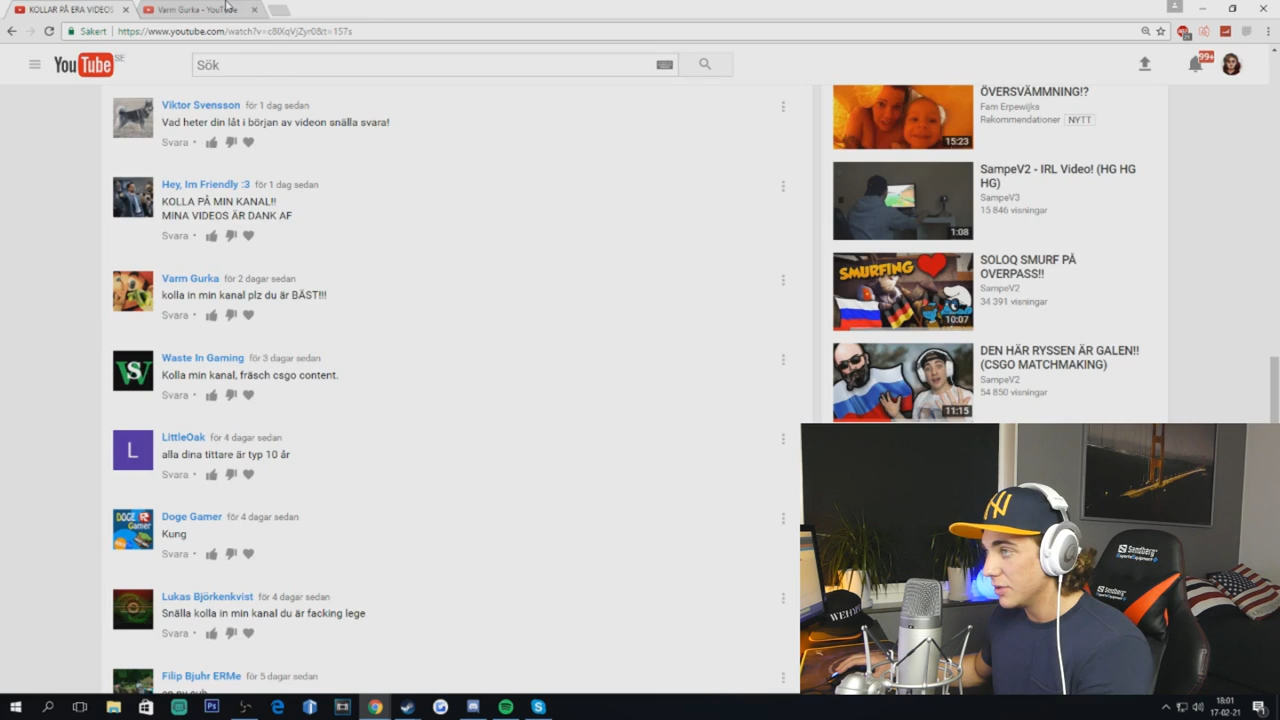 KOLLAR PÅ ERA VIDEOS
Varm Gurka - YouTube
Säkert
https://www.youtube.com/watch?v=c8lXqVjZyr0&t=157s
YouTube SE
Sök
99+
Viktor Svensson för 1 dag sedan
Vad heter din låt i början av videon snälla svara!
Svara
Hey, Im Friendly :3 för 1 dag sedan
KOLLA PÅ MIN KANAL!!
MINA VIDEOS ÄR DANK AF
Svara
Varm Gurka för 2 dagar sedan
kolla in min kanal plz du är BÄST!!!
Svara
Waste In Gaming för 3 dagar sedan
Kolla min kanal, fräsch csgo content.
Svara
L
LittleOak för 4 dagar sedan
alla dina tittare är typ 10 år
Svara
DOGE
Gamer
Doge Gamer för 4 dagar sedan
Kung
Svara
Lukas Björkenkvist för 4 dagar sedan
Snälla kolla in min kanal du är facking lege
Svara
Filip Bjuhr ERMe för 5 dagar sedan
ÖVERSVÄMNING!?
Fam Erpewijks
Rekommendationer NYTT
15:23
SampeV2 - IRL Video! (HG HG
HG)
SampeV3
15 846 visningar
1:08
SMURFING
SOLOQ SMURF PÅ
OVERPASS!!
SampeV2
34 391 visningar
10:07
DEN HÄR RYSSEN ÄR GALEN!!
(CSGO MATCHMAKING)
SampeV2
54 850 visningar
11:15
Sandberg
Sandberg
Ps
18:01
17-02-21